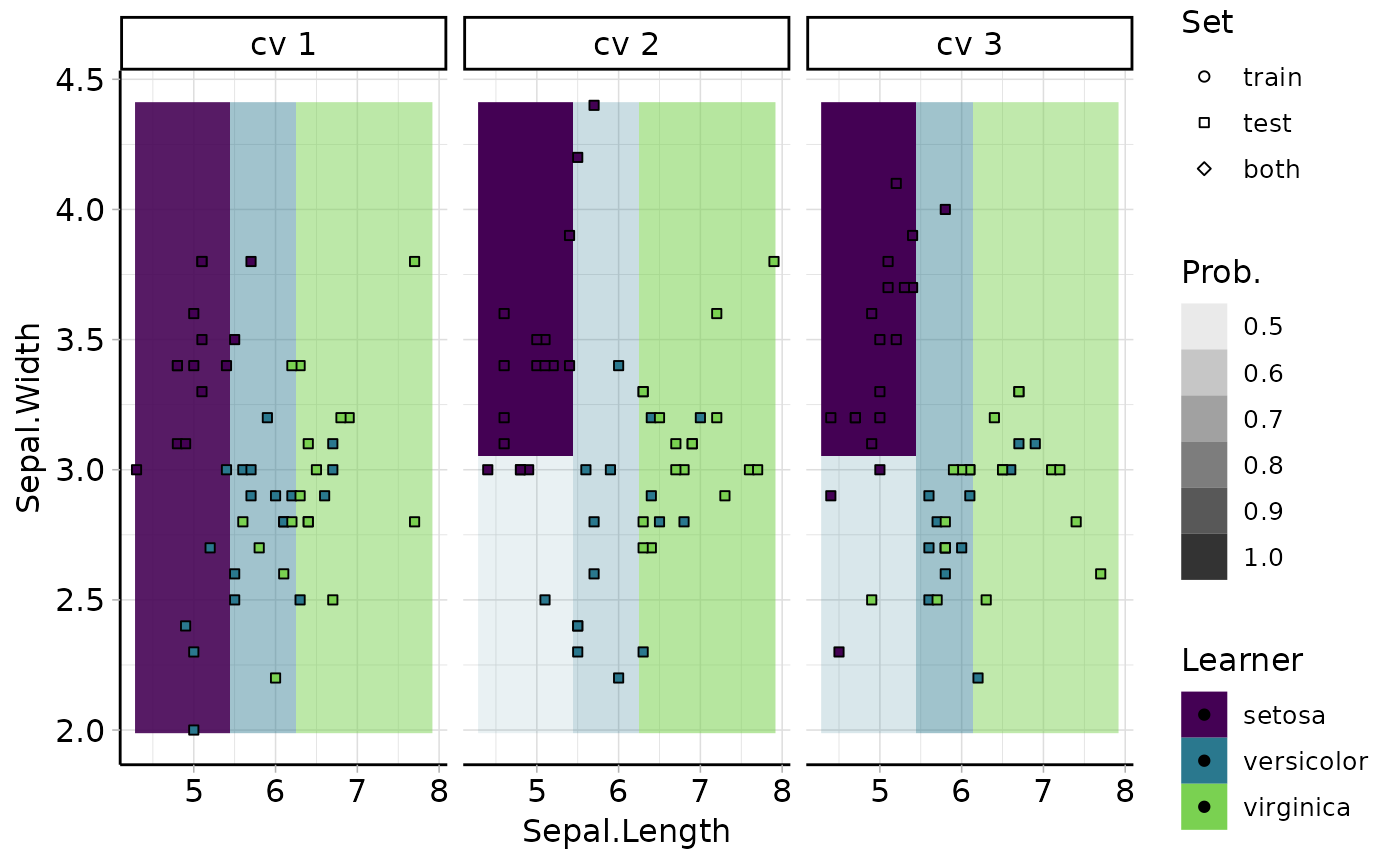 cv 1 cv 2 cv 3
4.5
4.0
3.5
3.0
2.5
2.0
Sepal.Width
5 6 7 8 5 6 7 8 5 6 7 8
Sepal.Length
Set
train
test
both
Prob.
0.5
0.6
0.7
0.8
0.9
1.0
Learner
setosa
versicolor
virginica